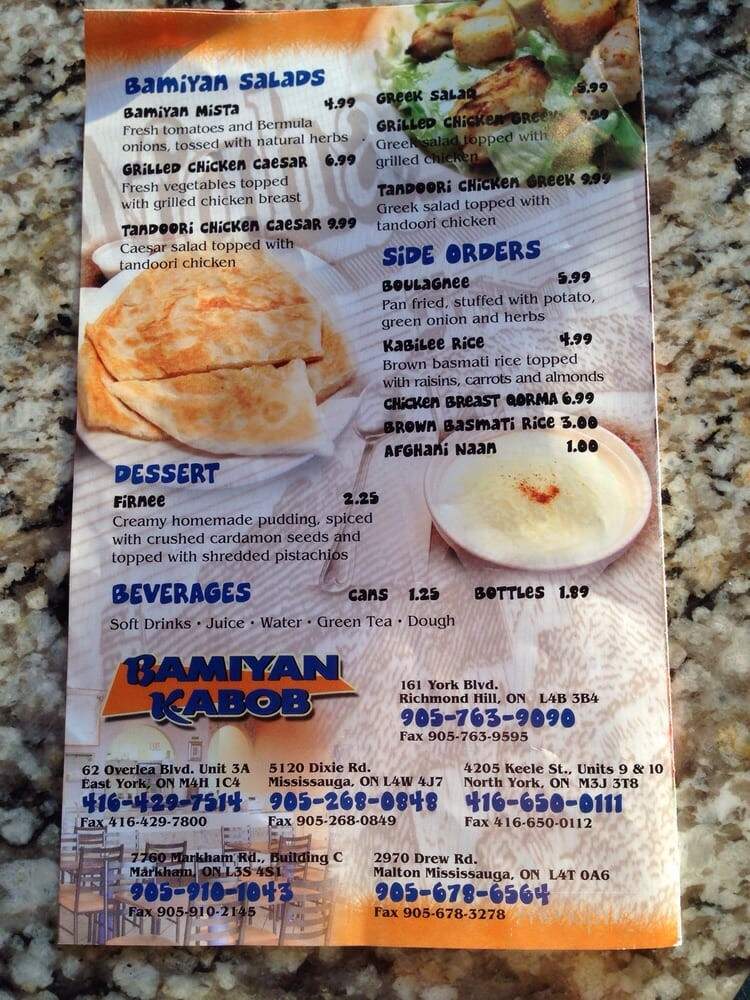 Bamiyan Salads
Bamiyan Mista 4.99
Fresh tomatoes and Bermula
onions, tossed with natural herbs
Grilled Chicken Caesar 6.99
Fresh vegetables topped
with grilled chicken breast
Tandoori Chicken Caesar 9.99
Caesar salad topped with
tandoori chicken
Greek Salad 5.99
Grilled Chicken Greek .99
Greek salad topped with
grilled chicken
Tandoori Chicken Greek 9.99
Greek salad topped with
tandoori chicken
Side Orders
Boulagnee 5.99
Pan fried, stuffed with potato,
green onion and herbs
Kabilee Rice 4.99
Brown basmati rice topped
with raisins, carrots and almonds
Chicken Breast Qorma 6.99
Brown Basmati Rice 3.00
Afghani Naan 1.00
Dessert
Firnee 2.25
Creamy homemade pudding, spiced
with crushed cardamon seeds and
topped with shredded pistachios
Beverages Cans 1.25 Bottles 1.89
Soft Drinks • Juice • Water • Green Tea • Dough
Bamiyan
Kabob
161 York Blvd.
Richmond Hill, ON L4B 3B4
905-763-9090
Fax 905-763-9595
62 Overlea Blvd. Unit 3A
East York, ON M4H 1C4
416-429-7514
Fax 416-429-7800
5120 Dixie Rd.
Mississauga, ON L4W 4J7
905-268-0848
Fax 905-268-0849
4205 Keele St., Units 9 & 10
North York, ON M3J 3T8
416-650-0111
Fax 416-650-0112
7760 Markham Rd., Building C
Markham, ON L3S 4S1
905-910-1043
Fax 905-910-2145
2970 Drew Rd.
Malton Mississauga, ON L4T 0A6
905-678-6564
Fax 905-678-3278